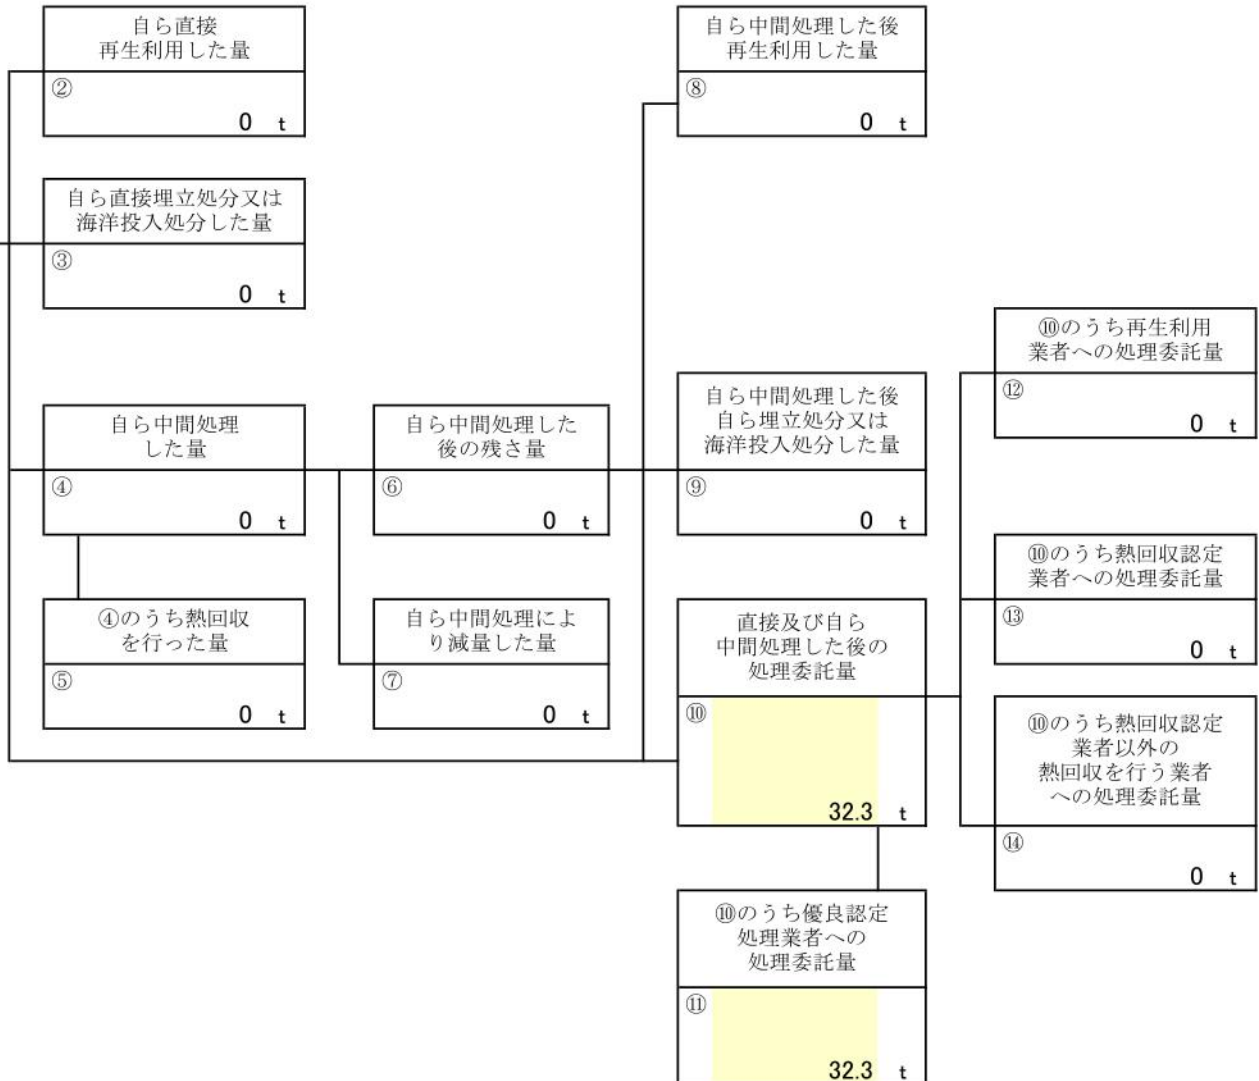 自ら直接
再生利用した量
②
0 t
自ら中間処理した後
再生利用した量
⑧
0 t
自ら直接埋立処分又は
海洋投入処分した量
③
0 t
⑩のうち再生利用
業者への処理委託量
⑫
0 t
自ら中間処理
した量
④
0 t
自ら中間処理した
後の残さ量
⑥
0 t
自ら中間処理した後
自ら埋立処分又は
海洋投入処分した量
⑨
0 t
⑩のうち熱回収認定
業者への処理委託量
⑬
0 t
④のうち熱回収
を行った量
⑤
0 t
自ら中間処理によ
り減量した量
⑦
0 t
直接及び自ら
中間処理した後の
処理委託量
⑩
32.3 t
⑩のうち熱回収認定
業者以外の
熱回収を行う業者
への処理委託量
⑭
0 t
⑩のうち優良認定
処理業者への
処理委託量
⑪
32.3 t